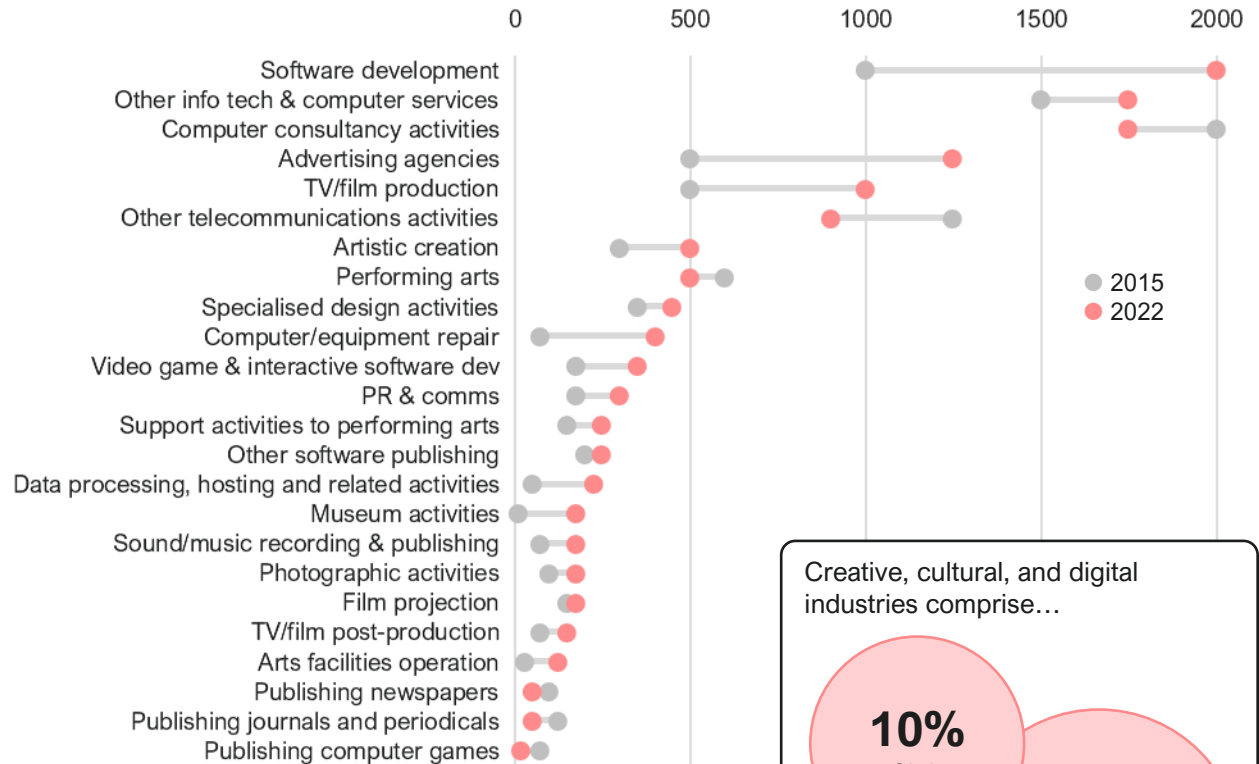 0 500 1000 1500 2000
Software development
Other info tech & computer services
Computer consultancy activities
Advertising agencies
TV/film production
Other telecommunications activities
Artistic creation
Performing arts
Specialised design activities
Computer/equipment repair
Video game & interactive software dev
PR & comms
Support activities to performing arts
Other software publishing
Data processing, hosting and related activities
Museum activities
Sound/music recording & publishing
Photographic activities
Film projection
TV/film post-production
Arts facilities operation
Publishing newspapers
Publishing journals and periodicals
Publishing computer games
2015
2022
Creative, cultural, and digital
industries comprise…
10%